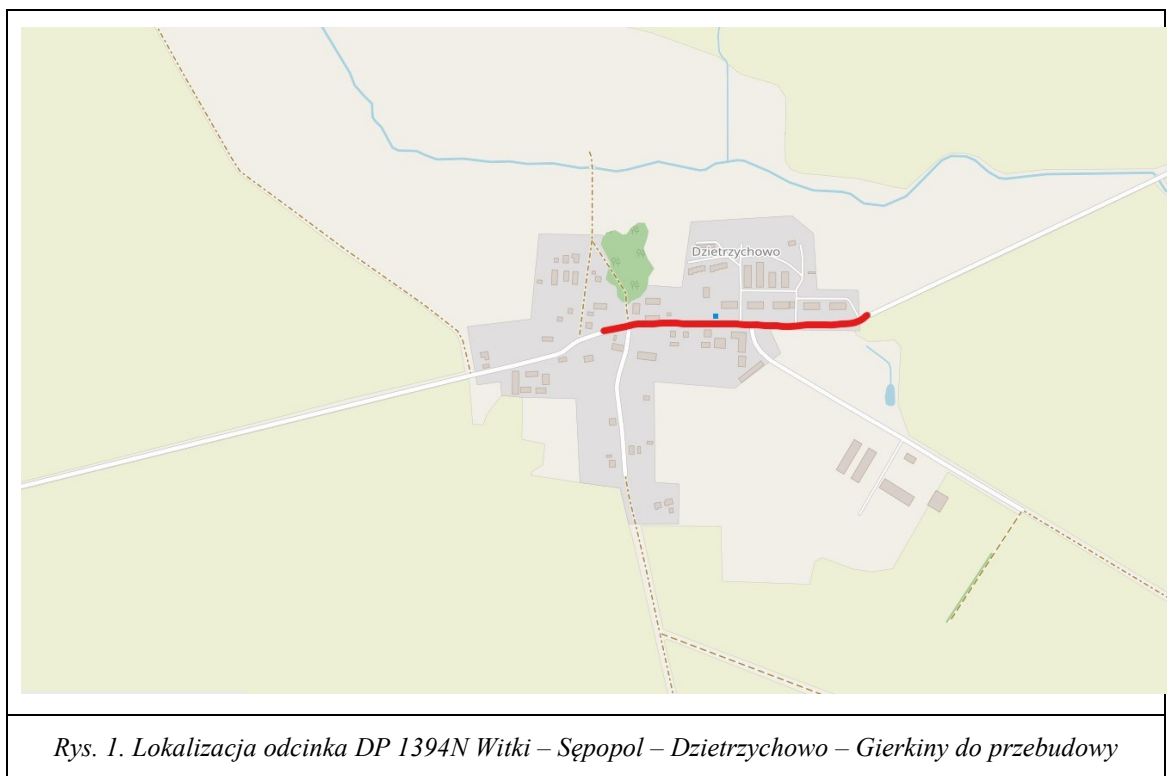 Dzietrzychowo
Rys. 1. Lokalizacja odcinka DP 1394N Witki – Sępopol – Dzietrzychowo – Gierkiny do przebudowy